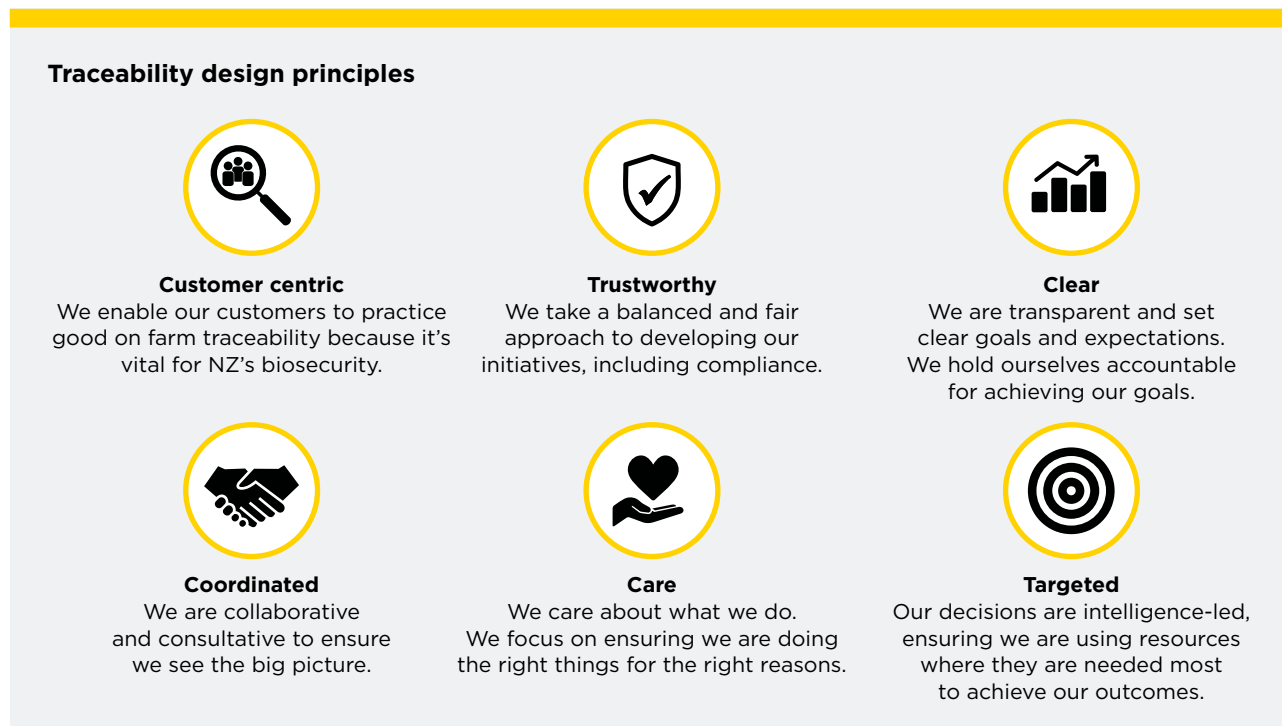 Traceability design principles
Customer centric
We enable our customers to practice
good on farm traceability because it's
vital for NZ's biosecurity.
Trustworthy
We take a balanced and fair
approach to developing our
initiatives, including compliance.
Clear
We are transparent and set
clear goals and expectations.
We hold ourselves accountable
for achieving our goals.
Coordinated
We are collaborative
and consultative to ensure
we see the big picture.
Care
We care about what we do.
We focus on ensuring we are doing
the right things for the right reasons.
Targeted
Our decisions are intelligence-led,
ensuring we are using resources
where they are needed most
to achieve our outcomes.